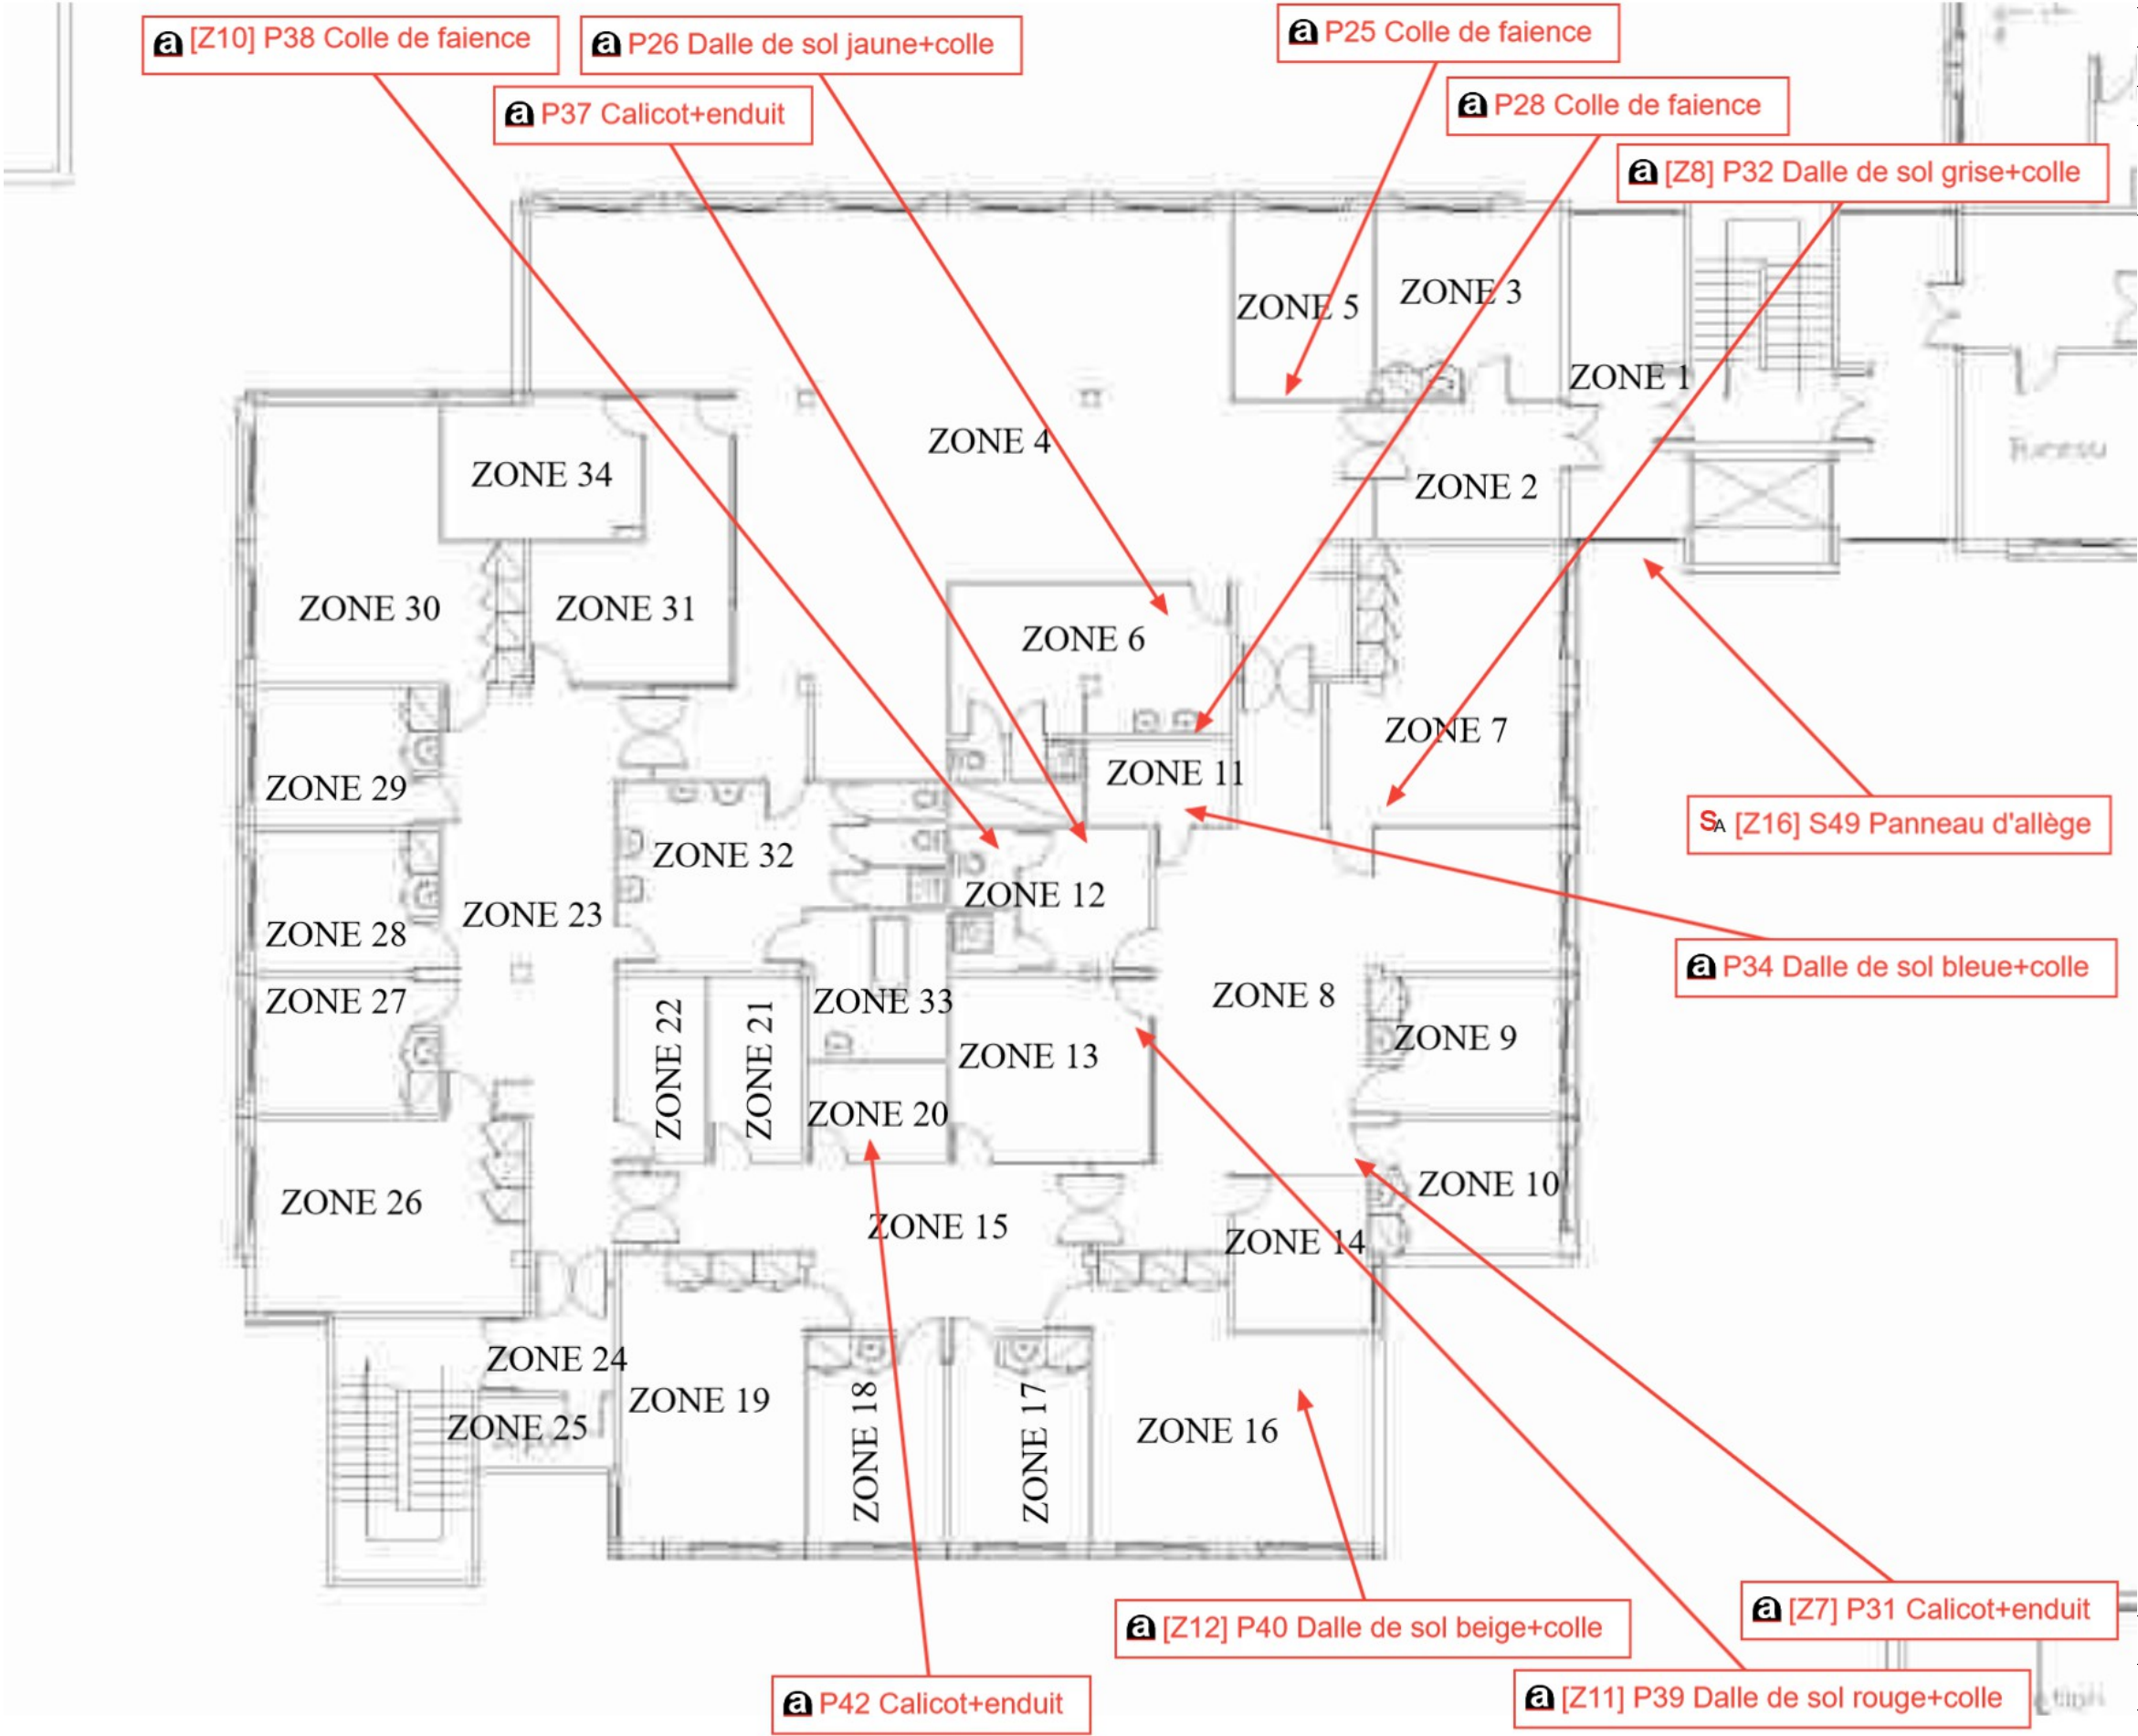 a [Z10] P38 Colle de faience
a P26 Dalle de sol jaune+colle
a P25 Colle de faience
a P37 Calicot+enduit
a P28 Colle de faience
a [Z8] P32 Dalle de sol grise+colle
ZONE 5
ZONE 3
ZONE 1
ZONE 4
ZONE 34
ZONE 2
ZONE 30
ZONE 31
ZONE 6
ZONE 7
ZONE 29
ZONE 11
SA [Z16] S49 Panneau d'allège
ZONE 32
ZONE 12
ZONE 28
ZONE 23
a P34 Dalle de sol bleue+colle
ZONE 27
ZONE 33
ZONE 8
ZONE 22
ZONE 21
ZONE 13
ZONE 9
ZONE 20
ZONE 26
ZONE 10
ZONE 15
ZONE 14
ZONE 24
ZONE 19
ZONE 25
ZONE 18
ZONE 17
ZONE 16
a [Z7] P31 Calicot+enduit
a [Z12] P40 Dalle de sol beige+colle
a P42 Calicot+enduit
a [Z11] P39 Dalle de sol rouge+colle